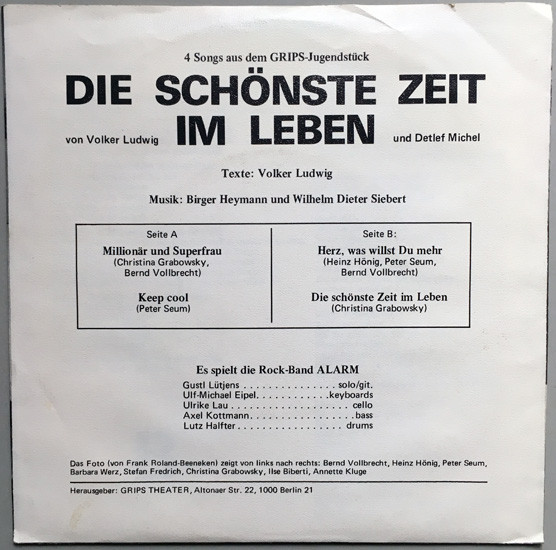 4 Songs aus dem GRIPS-Jugendstück
DIE SCHÖNSTE ZEIT
von Volker Ludwig IM LEBEN und Detlef Michel
Texte: Volker Ludwig
Musik: Birger Heymann und Wilhelm Dieter Siebert
Seite A
Millionär und Superfrau
(Christina Grabowsky,
Bernd Vollbrecht)
Keep cool
(Peter Seum)
Seite B:
Herz, was willst Du mehr
(Heinz Hönig, Peter Seum,
Bernd Vollbrecht)
Die schönste Zeit im Leben
(Christina Grabowsky)
Es spielt die Rock-Band ALARM
Gustl Lütjens . . . . . . . . . . . . . . solo/git.
Ulf-Michael Eipel. . . . . . . . . . .keyboards
Ulrike Lau . . . . . . . . . . . . . . . . . . cello
Axel Kottmann. . . . . . . . . . . . . . . .bass
Lutz Halfter . . . . . . . . . . . . . . . drums
Das Foto (von Frank Roland-Beeneken) zeigt von links nach rechts: Bernd Vollbrecht, Heinz Hönig, Peter Seum,
Barbara Werz, Stefan Fredrich, Christina Grabowsky, Ilse Biberti, Annette Kluge
Herausgeber: GRIPS THEATER, Altonaer Str. 22, 1000 Berlin 21